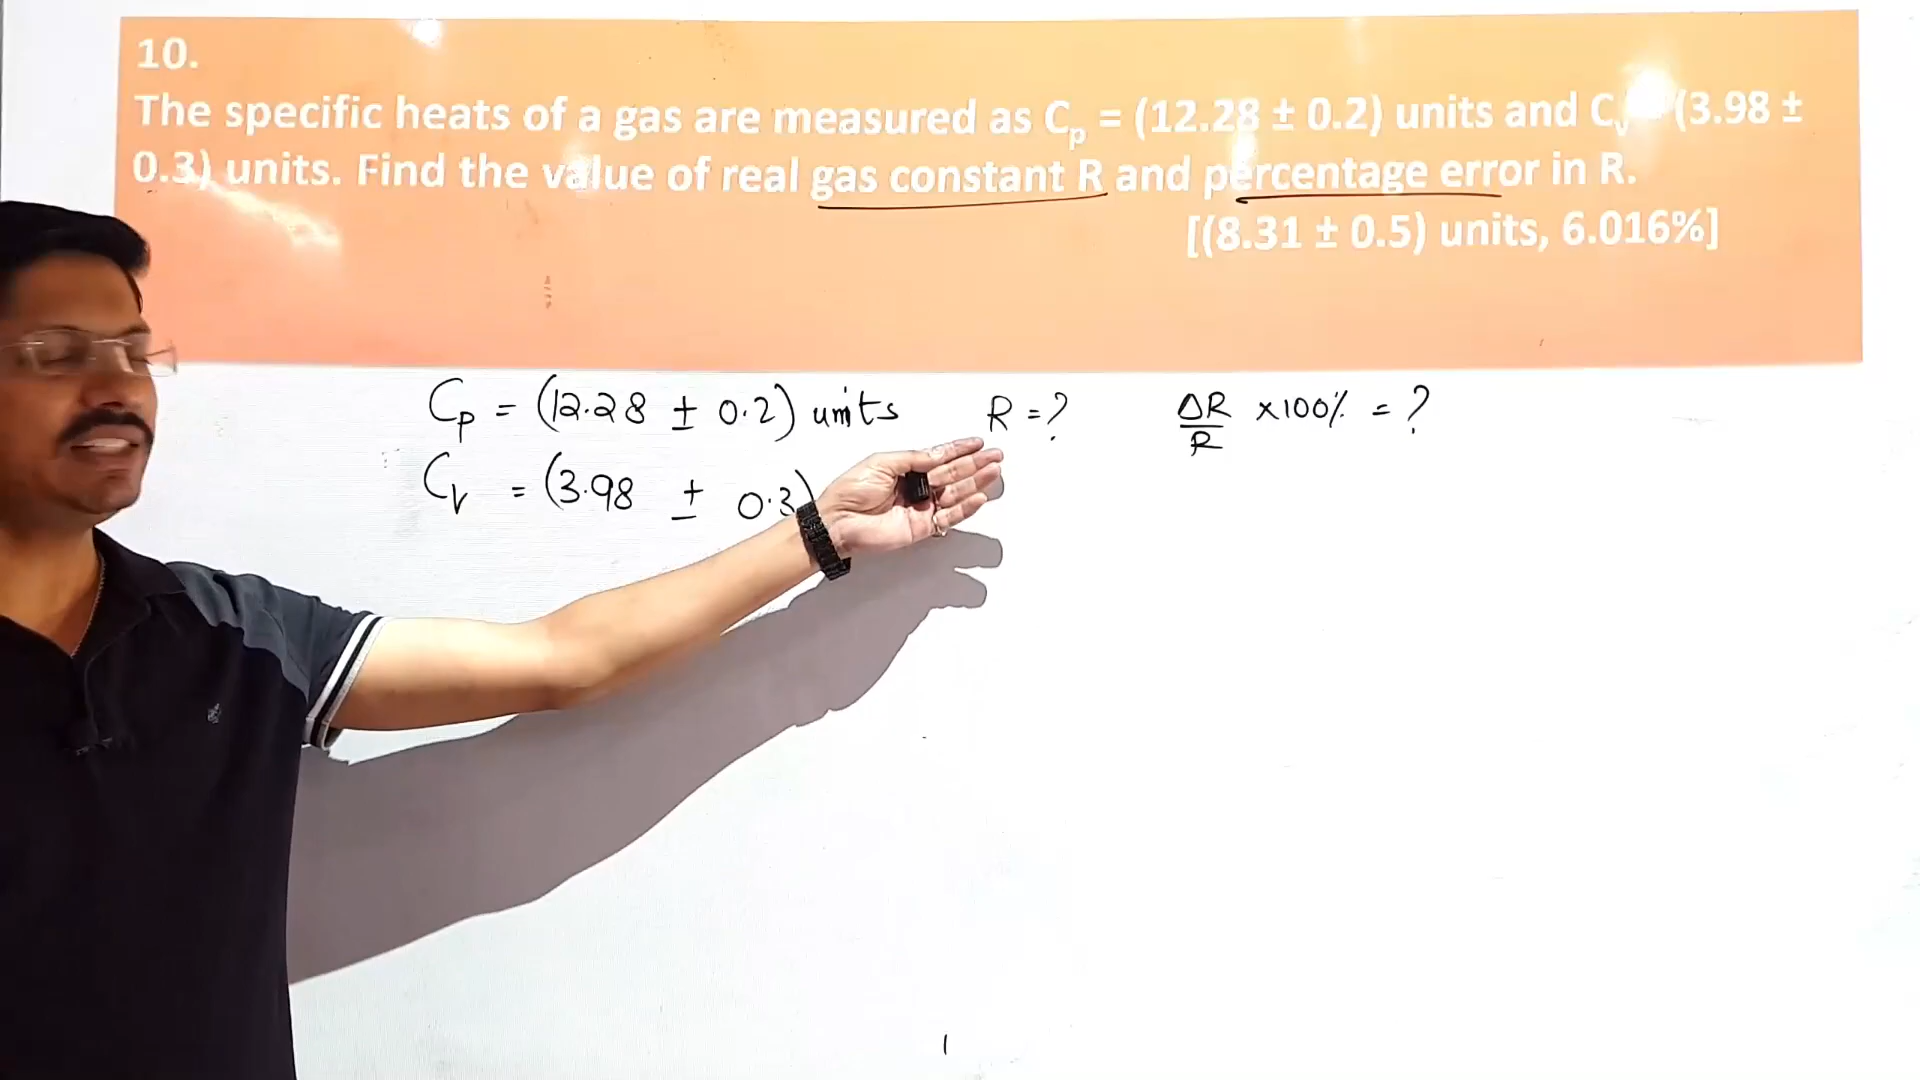 10.
The specific heats of a gas are measured as Cp = (12.28 ± 0.2) units and Cv = (3.98 ±
0.3) units. Find the value of real gas constant R and percentage error in R.
[(8.31 ± 0.5) units, 6.016%]
Cp = (12.28 ± 0.2) units R = ? ΔR/R ×100% = ?
Cv = (3.98 ± 0.3)